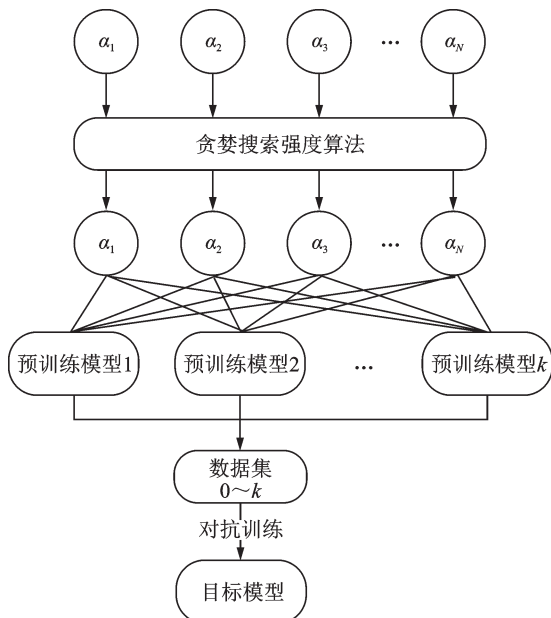 α₁ α₂ α₃ ··· α_N
贪婪搜索强度算法
α₁ α₂ α₃ ··· α_N
预训练模型1 预训练模型2 ··· 预训练模型k
数据集
0～k
对抗训练
目标模型